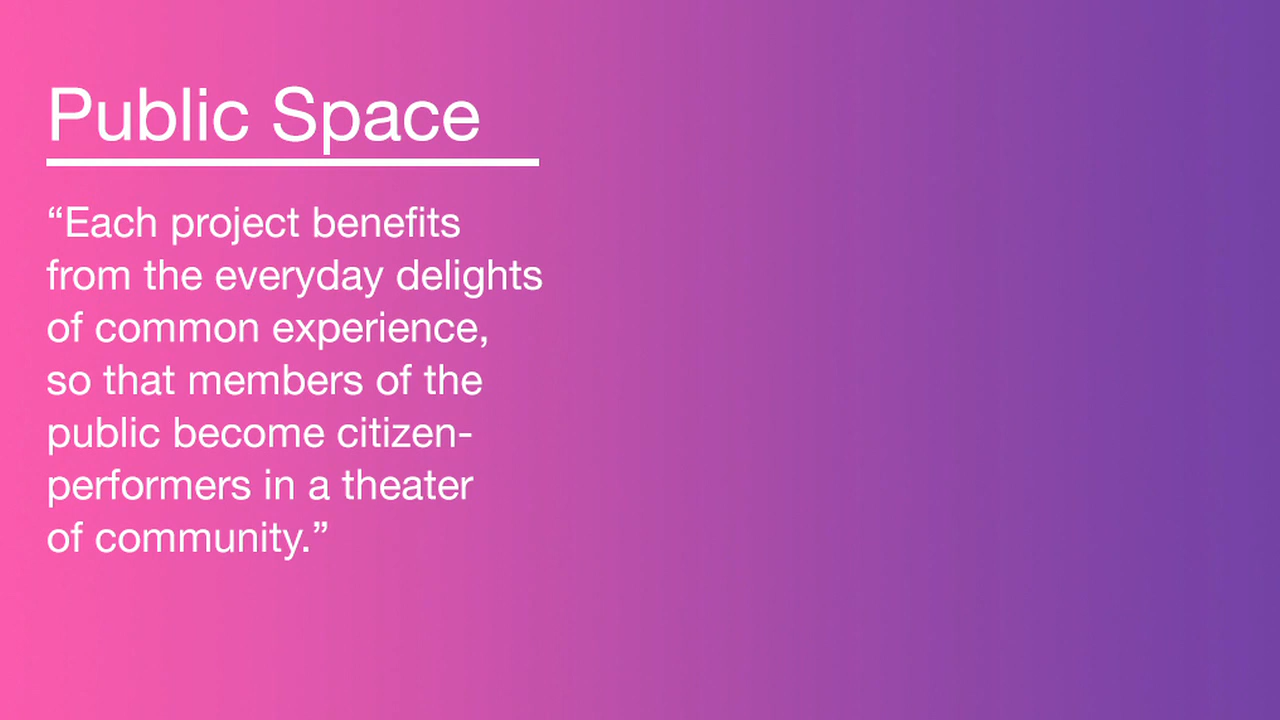 Public Space
“Each project benefits
from the everyday delights
of common experience,
so that members of the
public become citizen-
performers in a theater
of community.”